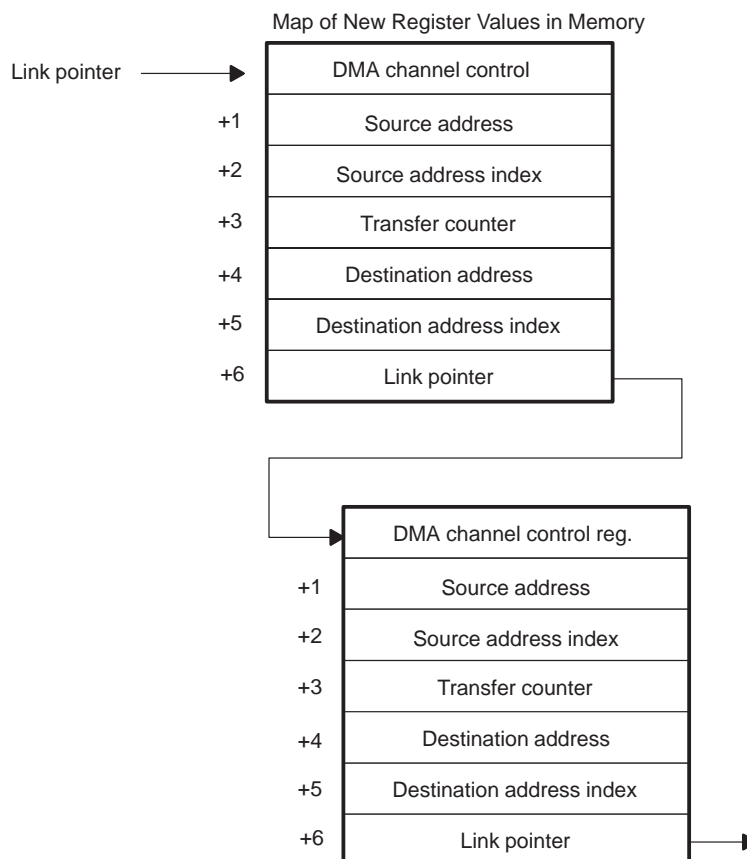 Map of New Register Values in Memory
Link pointer
DMA channel control
+1
Source address
+2
Source address index
+3
Transfer counter
+4
Destination address
+5
Destination address index
+6
Link pointer
DMA channel control reg.
+1
Source address
+2
Source address index
+3
Transfer counter
+4
Destination address
+5
Destination address index
+6
Link pointer